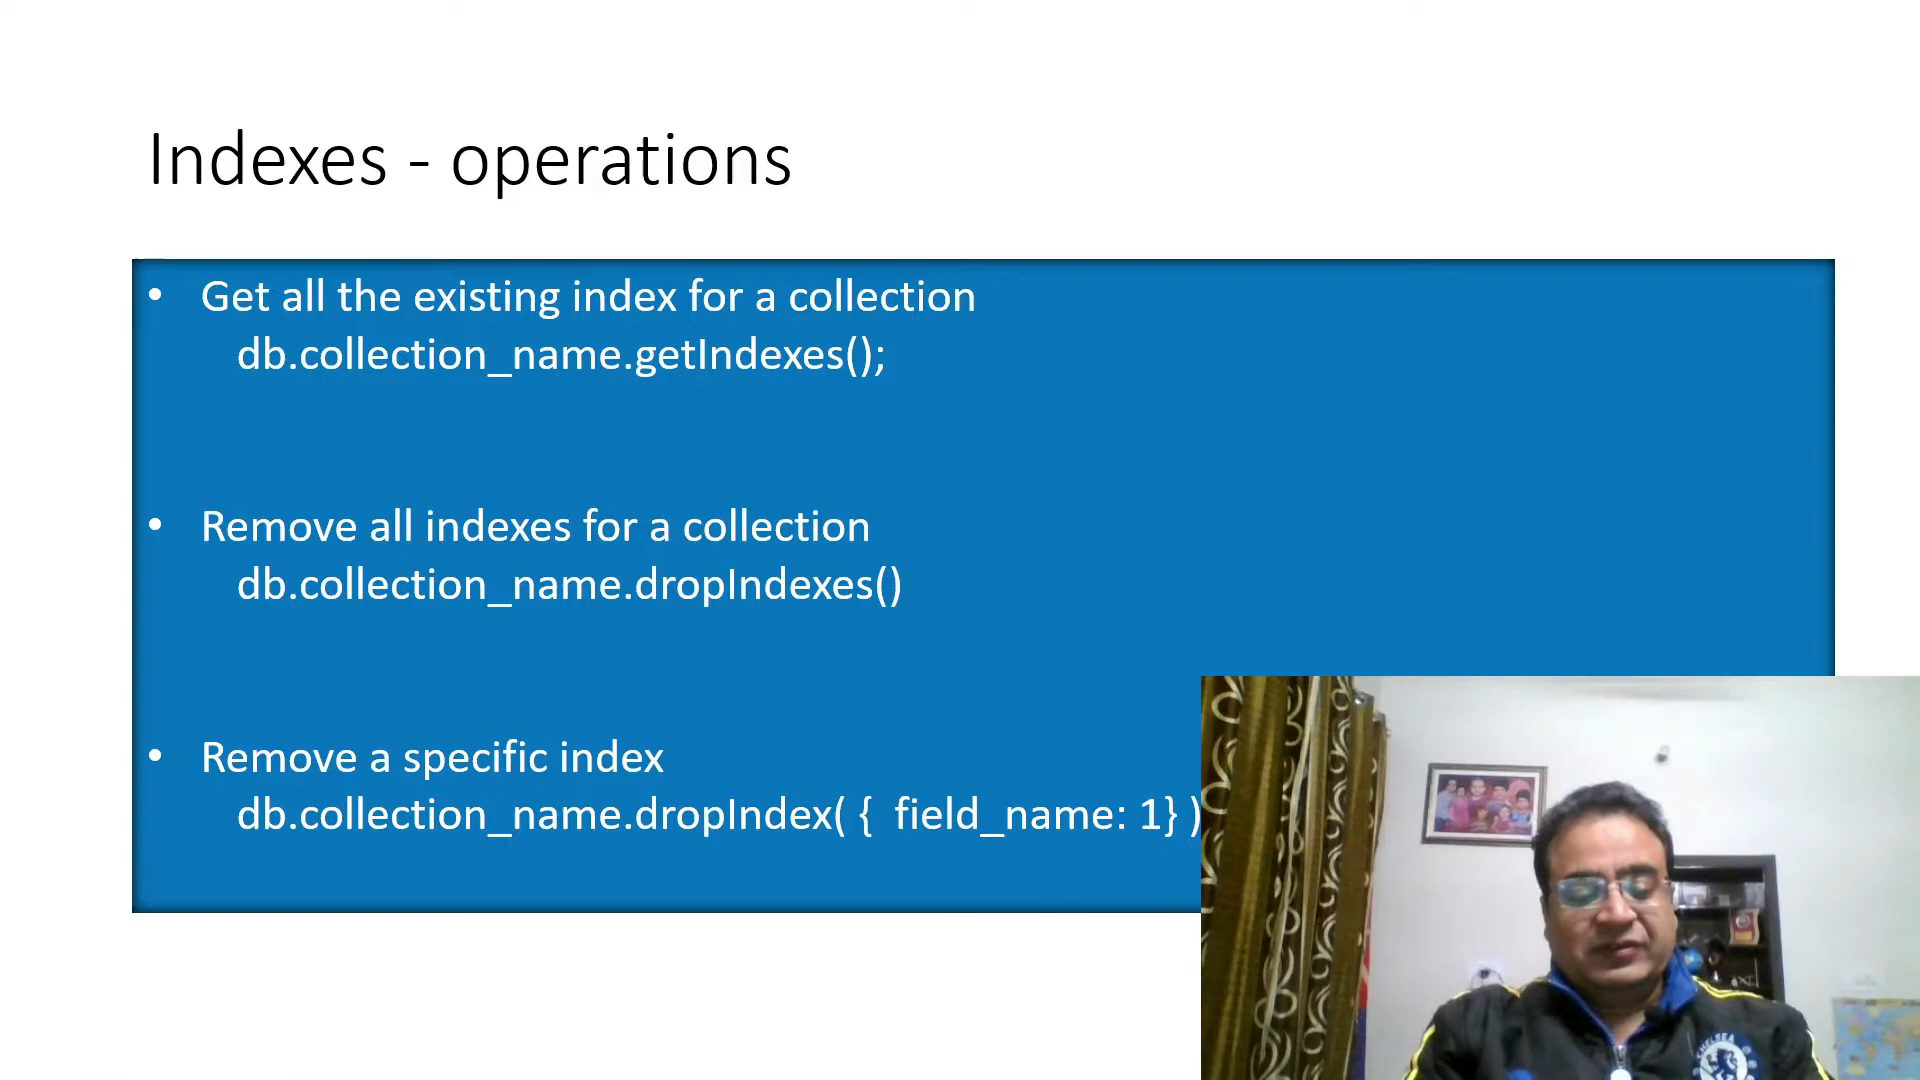 Indexes - operations
• Get all the existing index for a collection
db.collection_name.getIndexes();
• Remove all indexes for a collection
db.collection_name.dropIndexes()
• Remove a specific index
db.collection_name.dropIndex( {  field_name: 1} )
CHELSEA